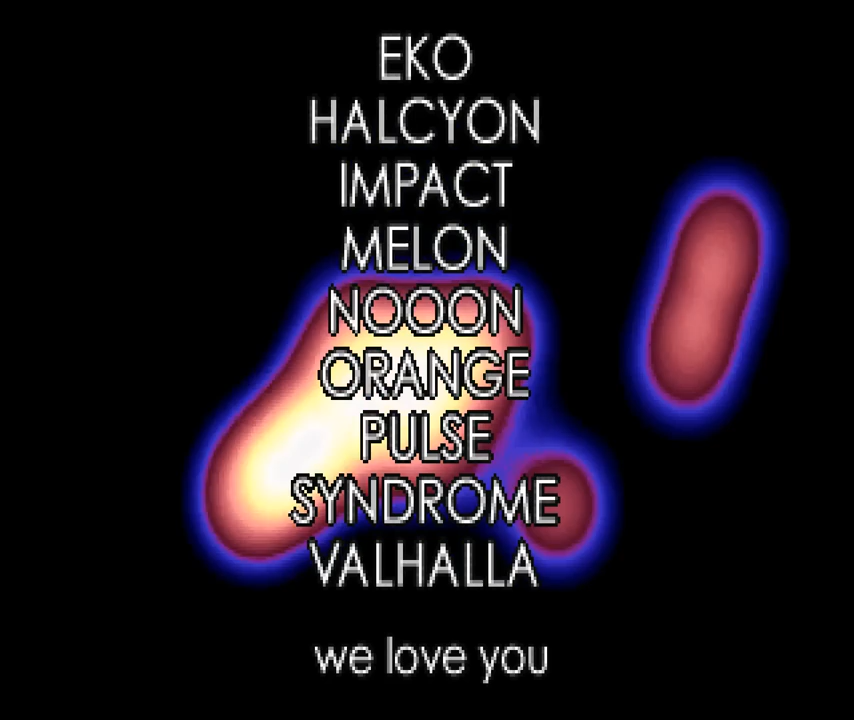 EKO
HALCYON
IMPACT
MELON
NOOON
ORANGE
PULSE
SYNDROME
VALHALLA
we love you